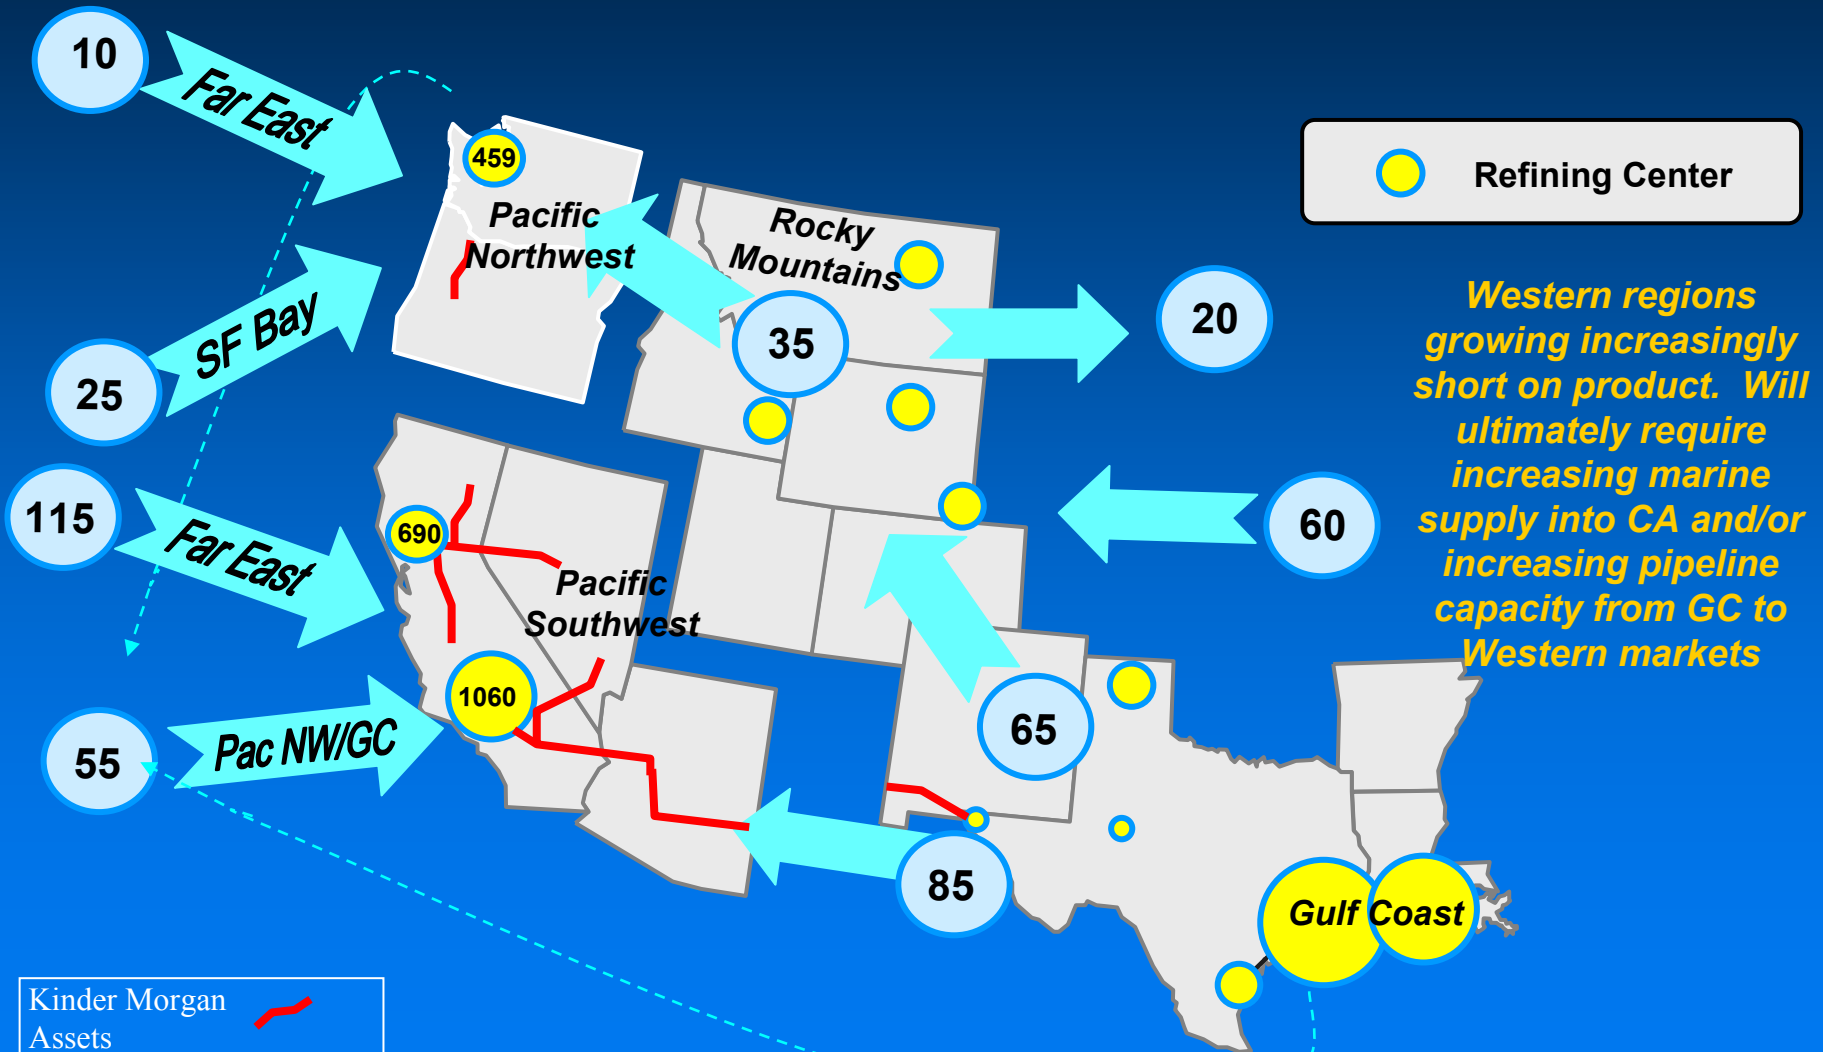 10
Far East
459
Pacific
Northwest
Rocky
Mountains
Refining Center
SF Bay
25
35
20
Western regions
growing increasingly
short on product. Will
ultimately require
increasing marine
supply into CA and/or
increasing pipeline
capacity from GC to
Western markets
115
Far East
690
60
Pacific
Southwest
1060
55
Pac NW/GC
65
85
Gulf Coast
Kinder Morgan
Assets